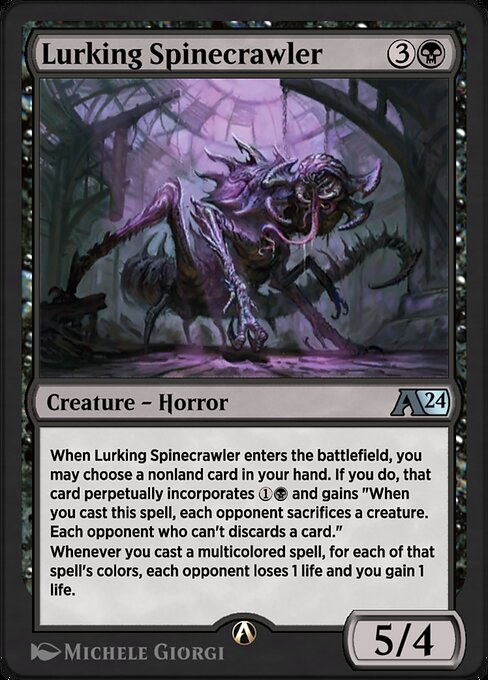 Lurking Spinecrawler 3
Creature – Horror A24
When Lurking Spinecrawler enters the battlefield, you
may choose a nonland card in your hand. If you do, that
card perpetually incorporates 1 and gains "When
you cast this spell, each opponent sacrifices a creature.
Each opponent who can't discards a card."
Whenever you cast a multicolored spell, for each of that
spell's colors, each opponent loses 1 life and you gain 1
life.
5/4
Michele Giorgi